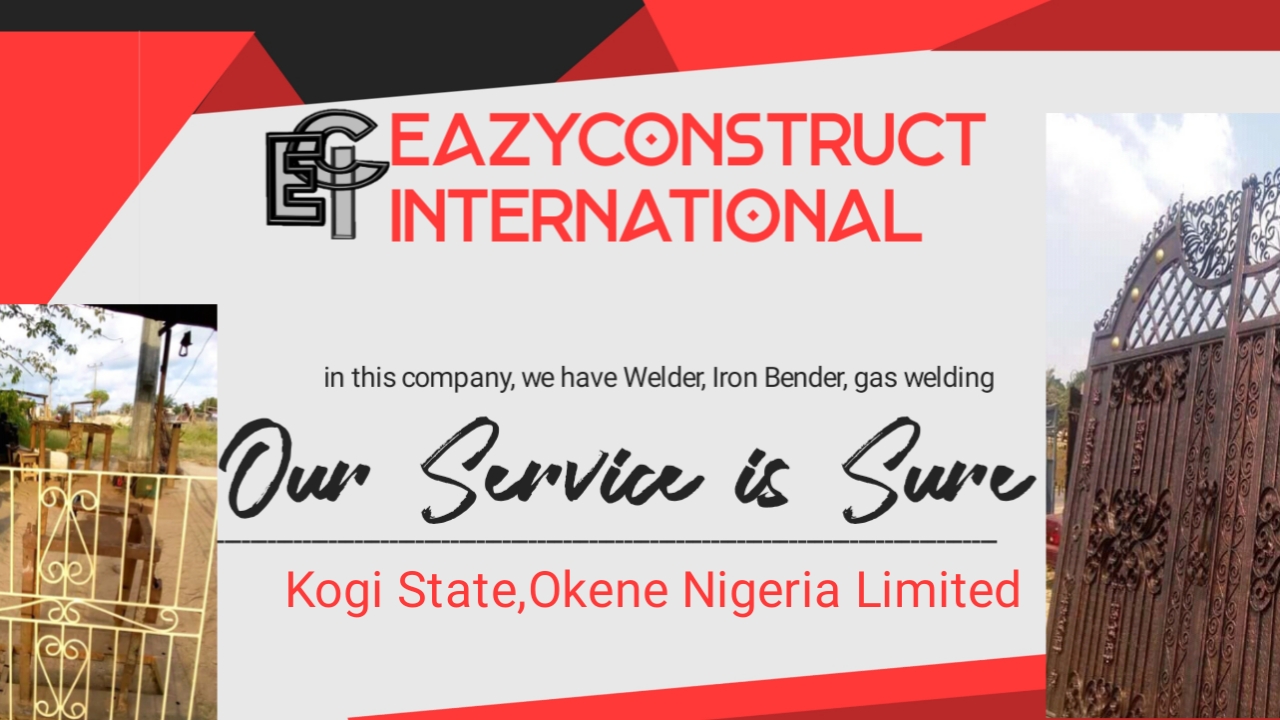 ECI
EAZYCONSTRUCT
INTERNATIONAL
in this company, we have Welder, Iron Bender, gas welding
Our Service is Sure
Kogi State,Okene Nigeria Limited